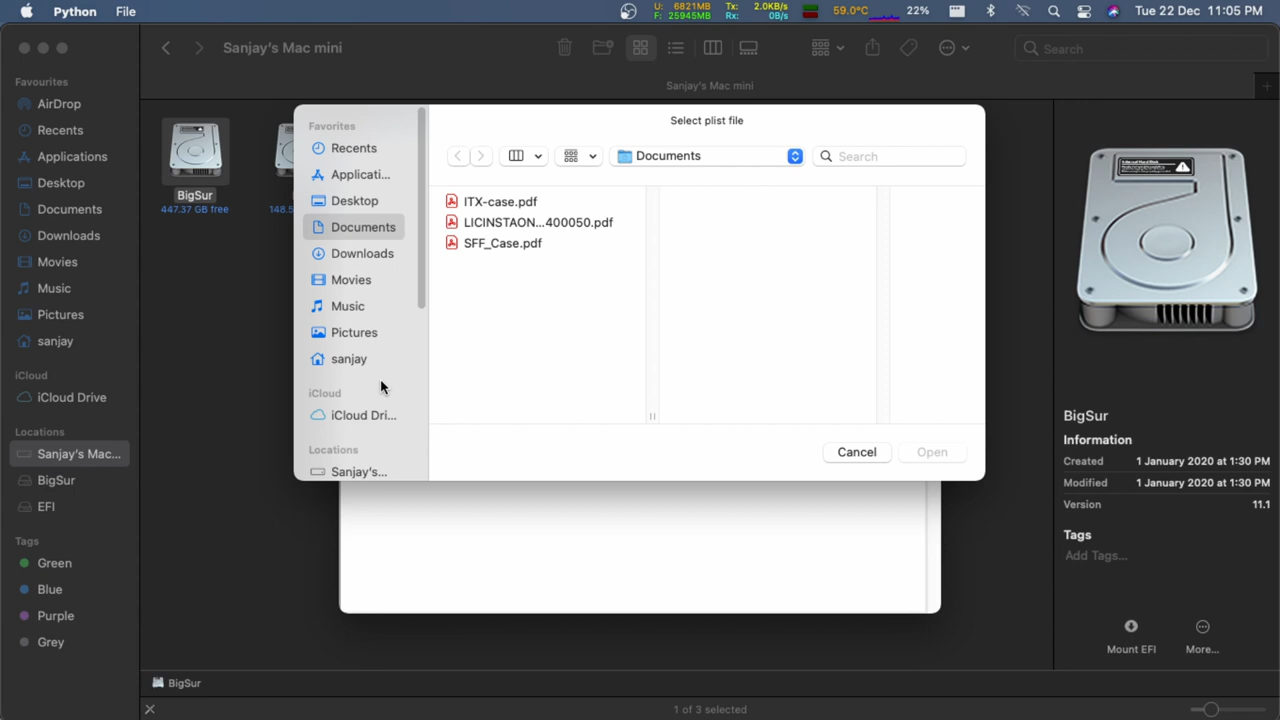 Python File U: 6821MB Tx: 2.0KB/s 59.0°C 22% Tue 22 Dec 11:05 PM
F: 25945MB Rx: 0B/s
Sanjay's Mac mini
Search
Sanjay's Mac mini
Favourites
AirDrop
Recents
Applications
Desktop
Documents
Downloads
Movies
Music
Pictures
sanjay
iCloud
iCloud Drive
Locations
Sanjay's Mac...
BigSur
EFI
Tags
Green
Blue
Purple
Grey
BigSur
447.37 GB free
148.5
Select plist file
Favorites
Recents
Applicati...
Desktop
Documents
Downloads
Movies
Music
Pictures
sanjay
iCloud
iCloud Dri...
Locations
Sanjay's...
Documents
Search
ITX-case.pdf
LICINSTAON...400050.pdf
SFF_Case.pdf
Cancel
Open
BigSur
Information
Created 1 January 2020 at 1:30 PM
Modified 1 January 2020 at 1:30 PM
Version 11.1
Tags
Add Tags...
Mount EFI
More...
BigSur
1 of 3 selected